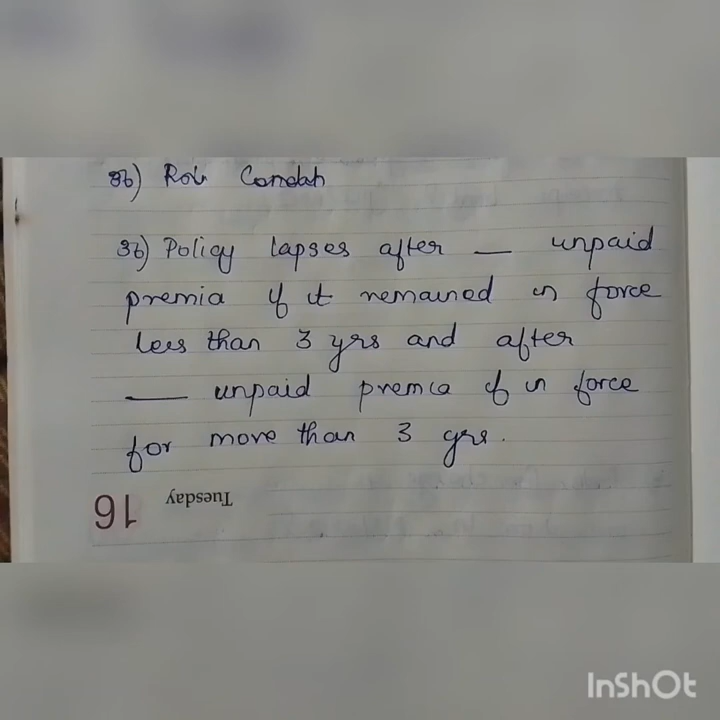 36) Rob Comdah
36) Policy lapses after — unpaid
premia if it remained in force
less than 3 yrs and after
— unpaid premia if in force
for more than 3 yrs.
16 Tuesday
InShOt